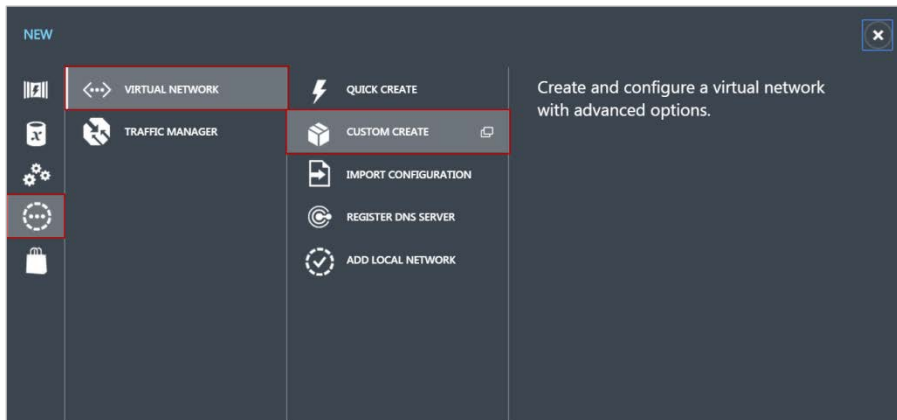 NEW
VIRTUAL NETWORK
TRAFFIC MANAGER
QUICK CREATE
CUSTOM CREATE
IMPORT CONFIGURATION
REGISTER DNS SERVER
ADD LOCAL NETWORK
Create and configure a virtual network
with advanced options.